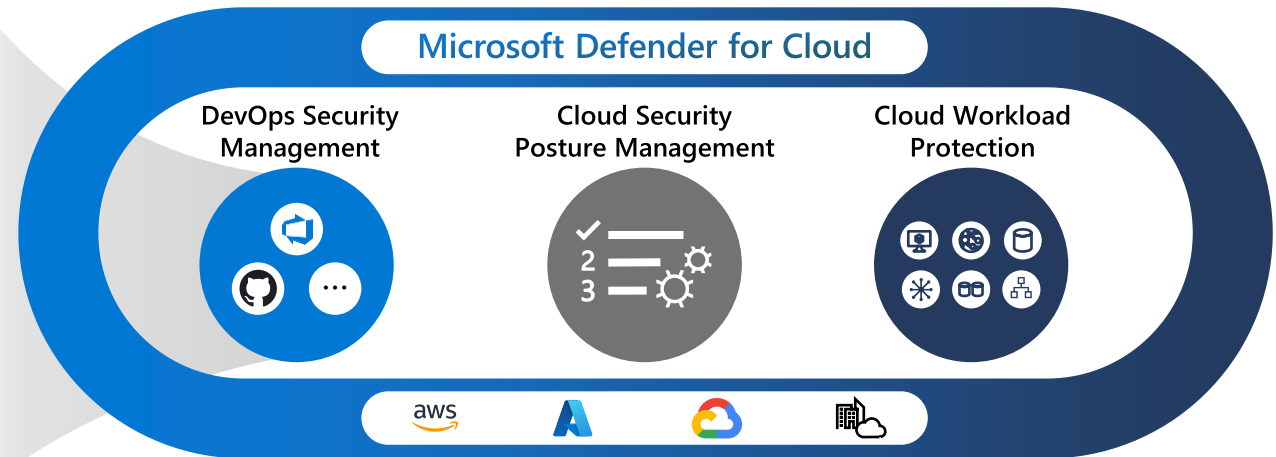 Microsoft Defender for Cloud
DevOps Security
Management
Cloud Security
Posture Management
Cloud Workload
Protection
2
3
aws